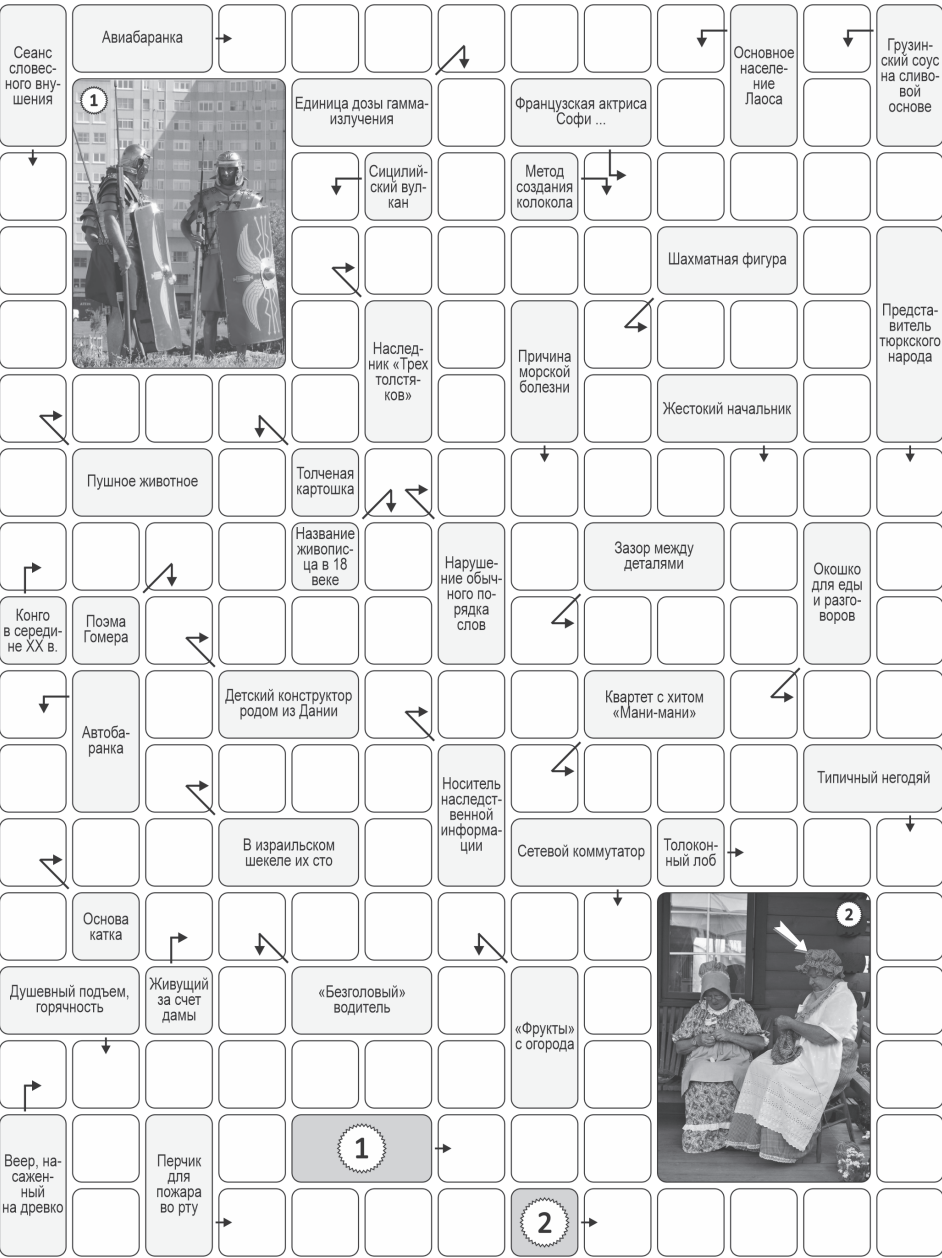 Сеанс
словес-
ного вну-
шения
Авиабаранка
Основное
населе-
ние
Лаоса
Грузин-
ский соус
на сливо-
вой
основе
1
Единица дозы гамма-
излучения
Французская актриса
Софи ...
Сицилий-
ский вул-
кан
Метод
создания
колокола
Шахматная фигура
Предста-
витель
тюркского
народа
Наслед-
ник «Трех
толстя-
ков»
Причина
морской
болезни
Жестокий начальник
Пушное животное
Толченая
картошка
Название
живопис-
ца в 18
веке
Наруше-
ние обыч-
ного по-
рядка
слов
Зазор между
деталями
Окошко
для еды
и разго-
воров
Конго
в середи-
не XX в.
Поэма
Гомера
Автоба-
ранка
Детский конструктор
родом из Дании
Квартет с хитом
«Мани-мани»
Носитель
наследст-
венной
информа-
ции
Типичный негодяй
В израильском
шекеле их сто
Сетевой коммутатор
Толокон-
ный лоб
Основа
катка
2
Душевный подъем,
горячность
Живущий
за счет
дамы
«Безголовый»
водитель
«Фрукты»
с огорода
Веер, на-
сажен-
ный
на древко
Перчик
для
пожара
во рту
1
2